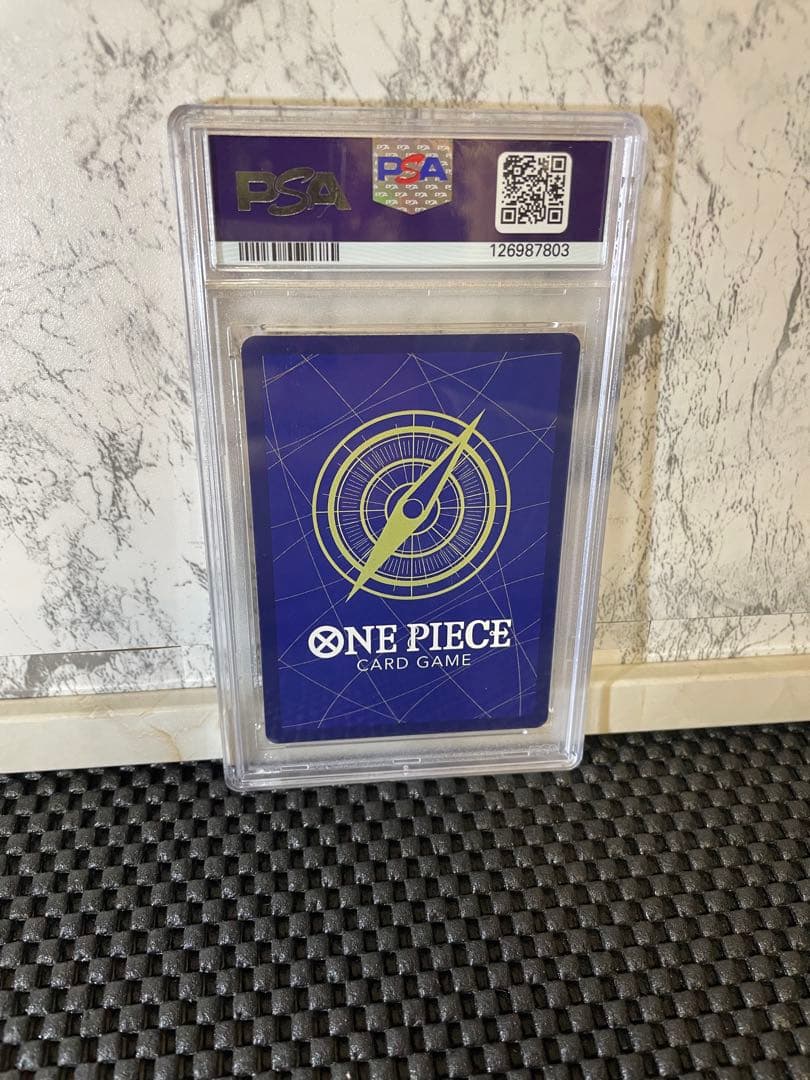 PSA
PSA
126987803
ONE PIECE
CARD GAME